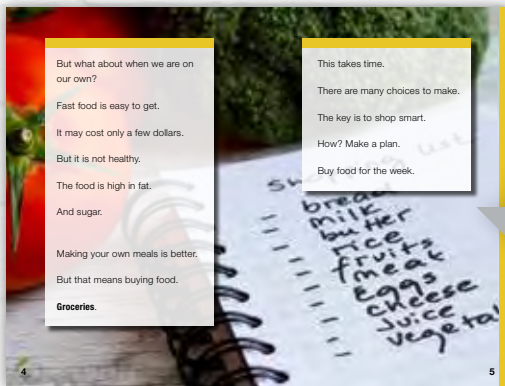 But what about when we are on
our own?
Fast food is easy to get.
It may cost only a few dollars.
But it is not healthy.
The food is high in fat.
And sugar.
Making your own meals is better.
But that means buying food.
Groceries.
4
This takes time.
There are many choices to make.
The key is to shop smart.
How? Make a plan.
Buy food for the week.
Shopping list
bread
milk
butter
rice
fruits
meat
eggs
cheese
juice
5